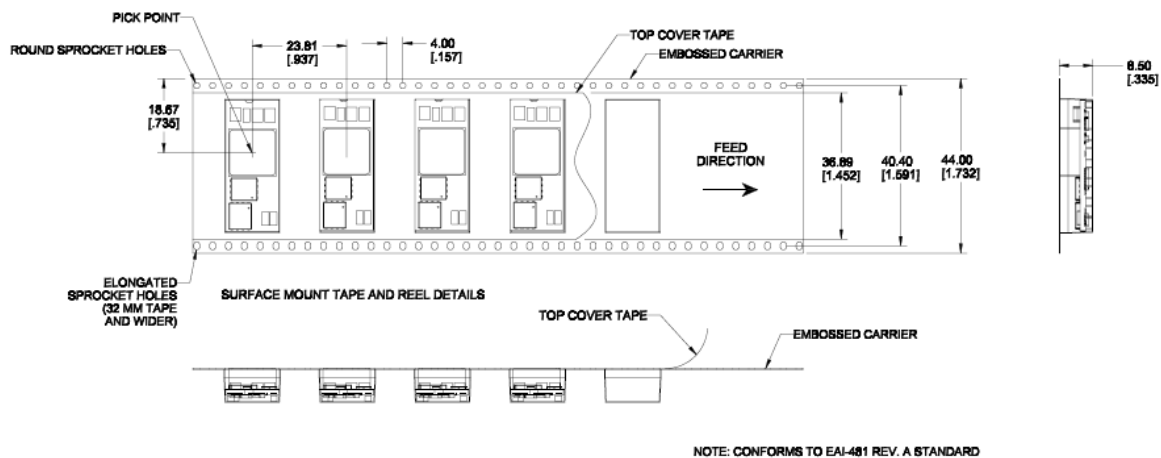 PICK POINT
ROUND SPROCKET HOLES
23.81
[.937]
4.00
[.157]
TOP COVER TAPE
EMBOSSED CARRIER
8.50
[.335]
18.67
[.735]
FEED
DIRECTION
36.89
[1.452]
40.40
[1.591]
44.00
[1.732]
ELONGATED
SPROCKET HOLES
(32 MM TAPE
AND WIDER)
SURFACE MOUNT TAPE AND REEL DETAILS
TOP COVER TAPE
EMBOSSED CARRIER
NOTE: CONFORMS TO EAI-481 REV. A STANDARD